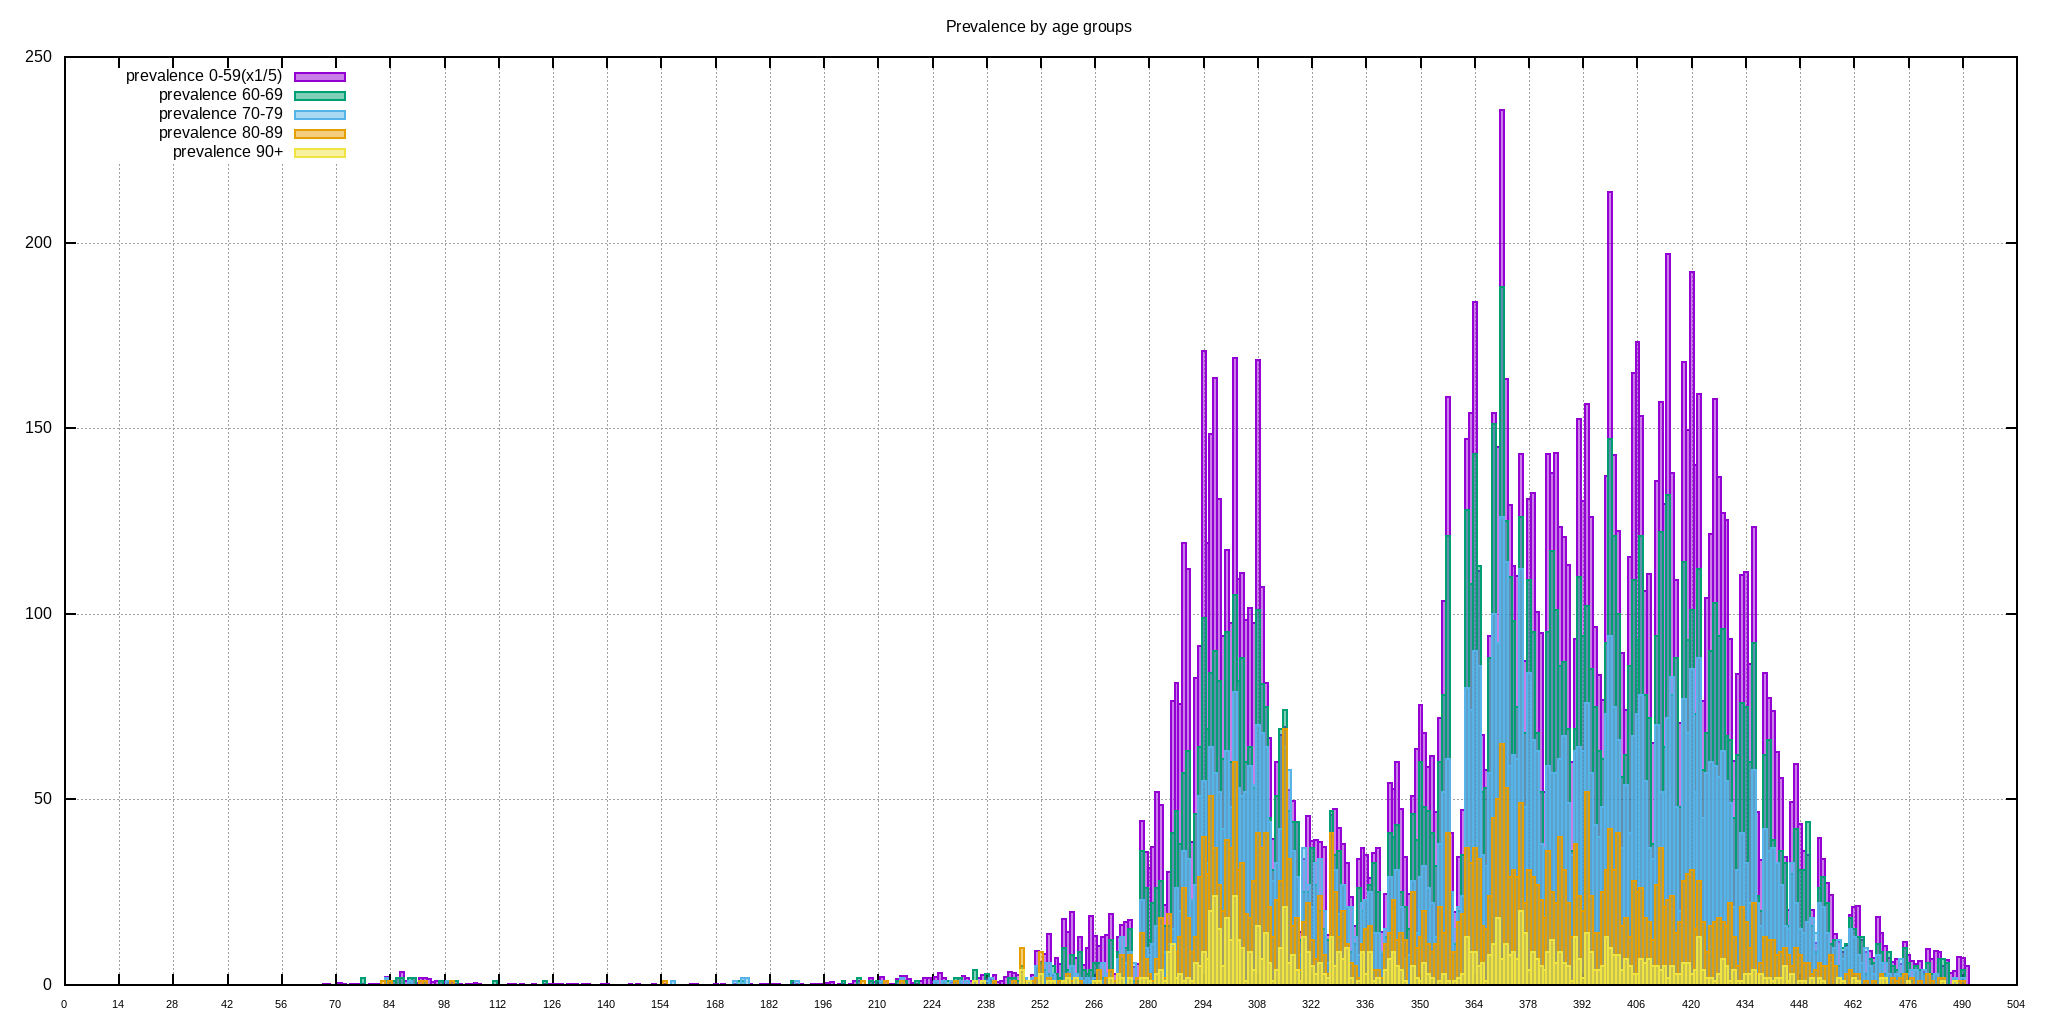 Prevalence by age groups
250
200
150
100
50
0
prevalence 0-59(x1/5)
prevalence 60-69
prevalence 70-79
prevalence 80-89
prevalence 90+
0 14 28 42 56 70 84 98 112 126 140 154 168 182 196 210 224 238 252 266 280 294 308 322 336 350 364 378 392 406 420 434 448 462 476 490 504